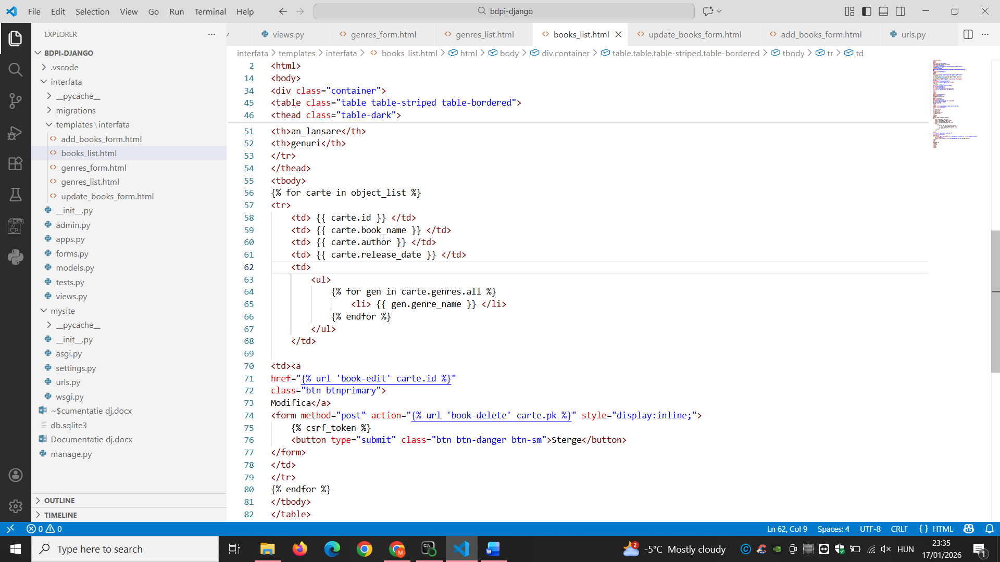 File Edit Selection View Go Run Terminal Help
bdpi-django
EXPLORER
views.py
genres_form.html
genres_list.html
books_list.html
update_books_form.html
add_books_form.html
urls.py
interfata > templates > interfata > books_list.html > html > body > div.container > table.table.table-striped.table-bordered > tbody > tr > td
BDPI-DJANGO
.vscode
interfata
__pycache__
migrations
templates\interfata
add_books_form.html
books_list.html
genres_form.html
genres_list.html
update_books_form.html
__init__.py
admin.py
apps.py
forms.py
models.py
tests.py
views.py
mysite
__pycache__
__init__.py
asgi.py
settings.py
urls.py
wsgi.py
~$cumentatie dj.docx
db.sqlite3
Documentatie dj.docx
manage.py
OUTLINE
TIMELINE
2 <html>
14 <body>
34 <div class="container">
45 <table class="table table-striped table-bordered">
46 <thead class="table-dark">
51 <th>an_lansare</th>
52 <th>genuri</th>
53 </tr>
54 </thead>
55 <tbody>
56 {% for carte in object_list %}
57 <tr>
58 <td> {{ carte.id }} </td>
59 <td> {{ carte.book_name }} </td>
60 <td> {{ carte.author }} </td>
61 <td> {{ carte.release_date }} </td>
62 <td>
63 <ul>
64 {% for gen in carte.genres.all %}
65 <li> {{ gen.genre_name }} </li>
66 {% endfor %}
67 </ul>
68 </td>
69
70 <td><a
71 href="{% url 'book-edit' carte.id %}"
72 class="btn btnprimary">
73 Modifica</a>
74 <form method="post" action="{% url 'book-delete' carte.pk %}" style="display:inline;">
75 {% csrf_token %}
76 <button type="submit" class="btn btn-danger btn-sm">Sterge</button>
77 </form>
78 </td>
79 </tr>
80 {% endfor %}
81 </tbody>
82 </table>
0 0
Ln 62, Col 9 Spaces: 4 UTF-8 CRLF {} HTML
Type here to search
2
-5°C Mostly cloudy
HUN
23:35
17/01/2026
1